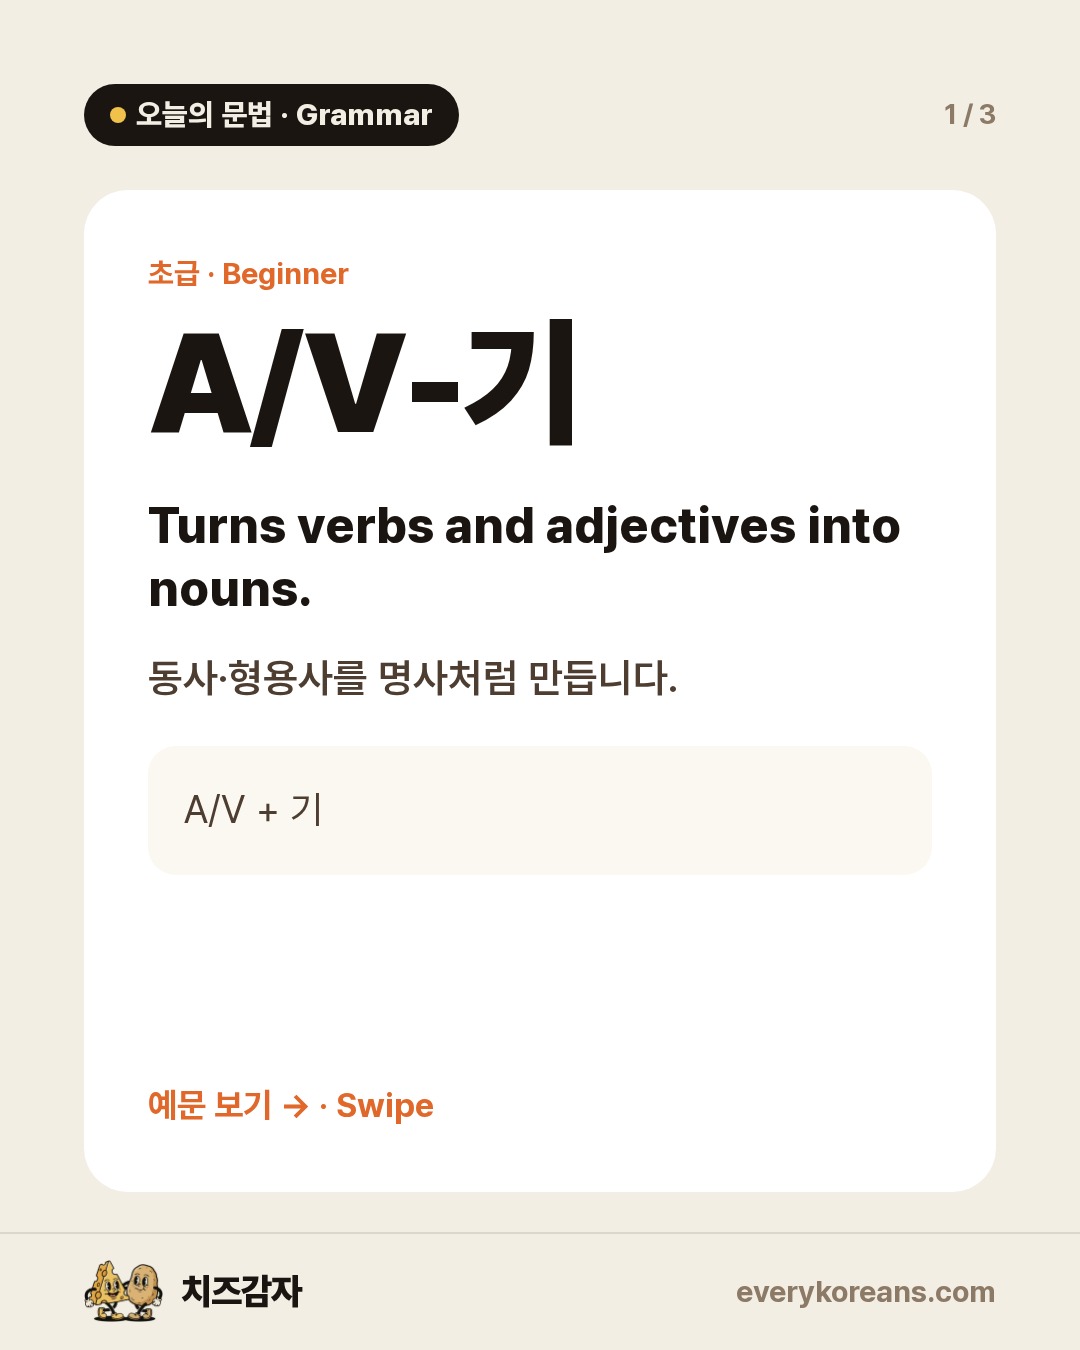 오늘의 문법 · Grammar
1 / 3
초급 · Beginner
A/V-기
Turns verbs and adjectives into
nouns.
동사·형용사를 명사처럼 만듭니다.
A/V + 기
예문 보기 → · Swipe
치즈감자
everykoreans.com